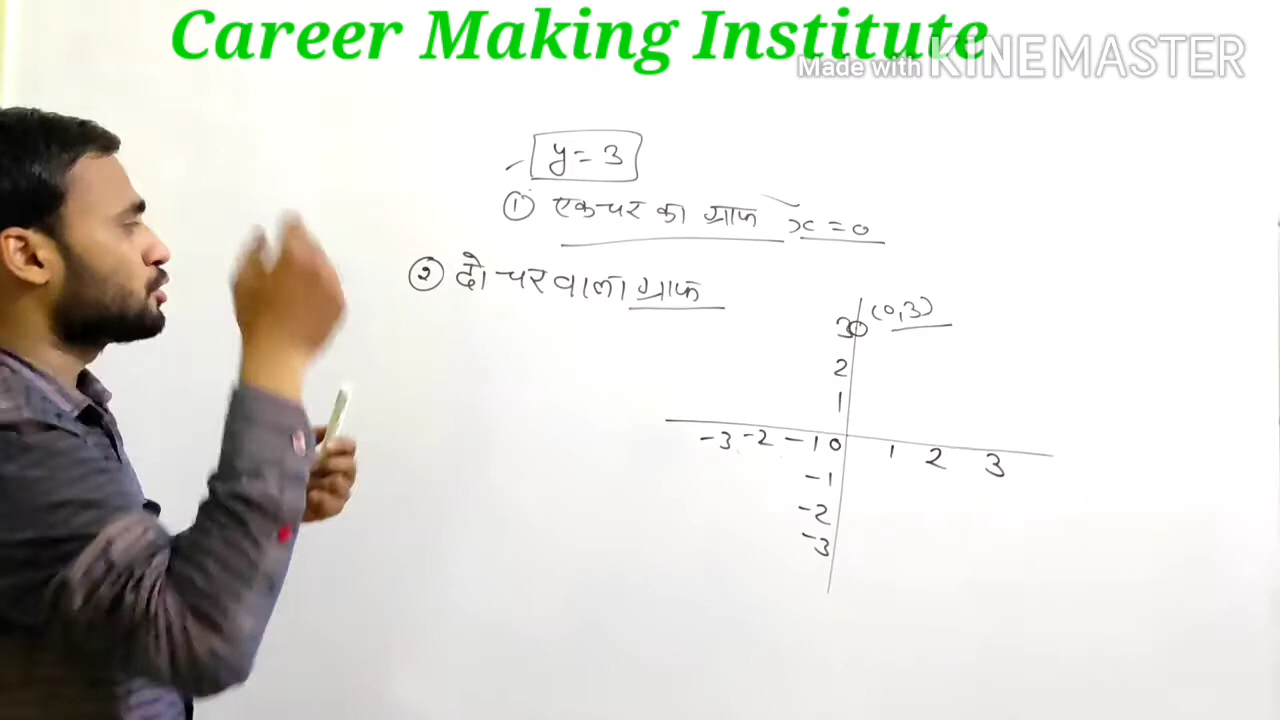 Career Making Institute
Made with KINEMASTER
y = 3
① एक चर का ग्राफ x = 0
② दो चर वाला ग्राफ
(0,3)
3
2
1
-3 -2 -1 0 1 2 3
-1
-2
-3